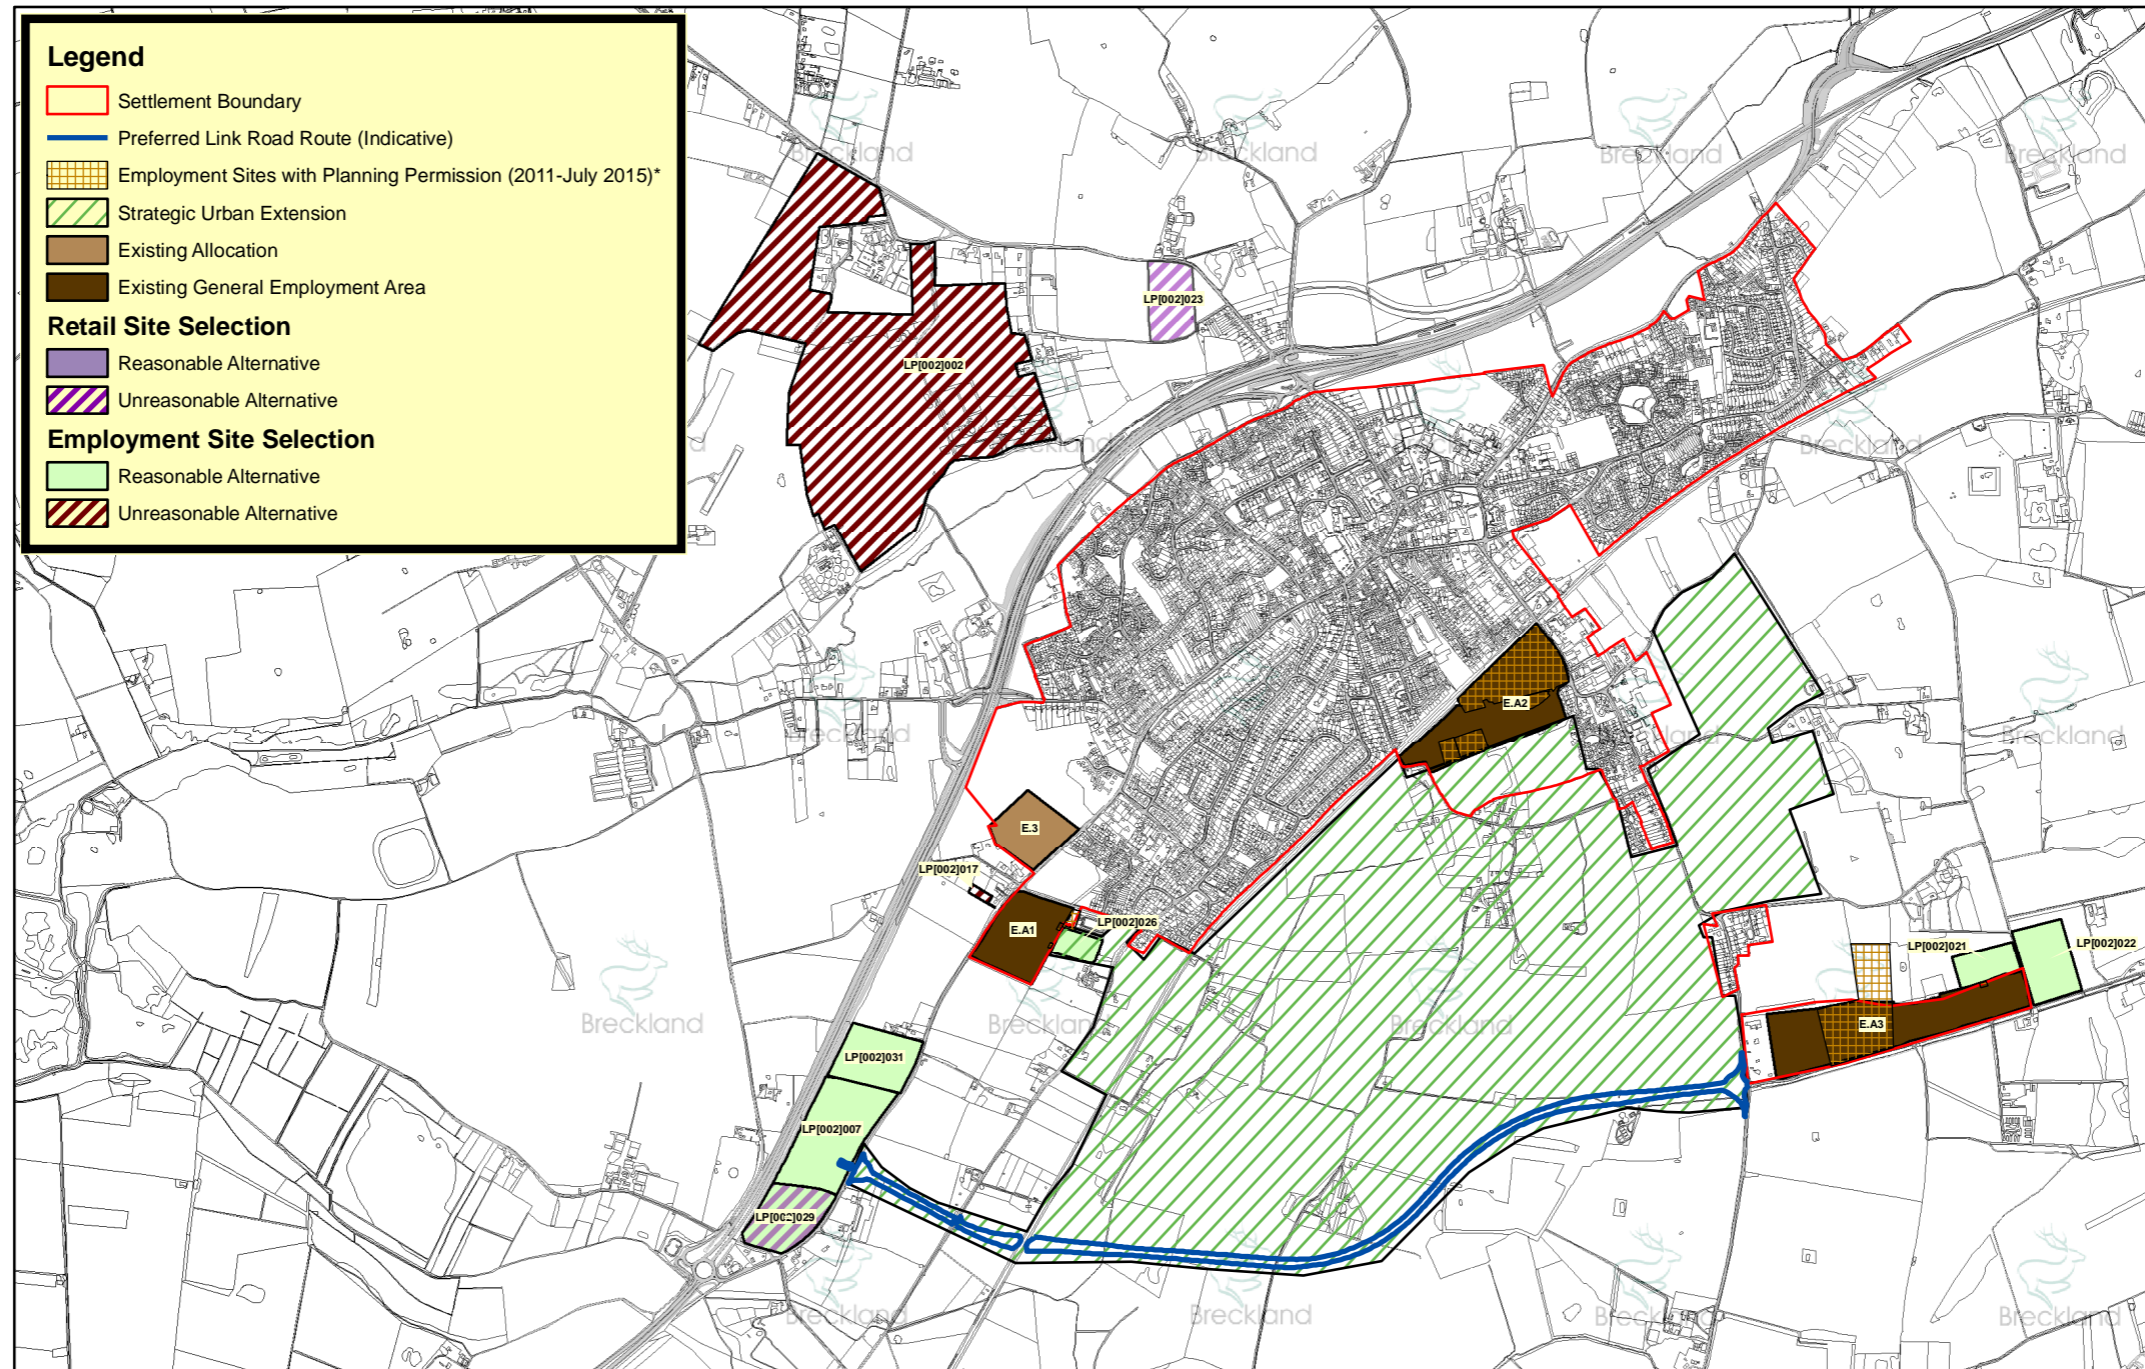 Legend
Settlement Boundary
Preferred Link Road Route (Indicative)
Employment Sites with Planning Permission (2011-July 2015)*
Strategic Urban Extension
Existing Allocation
Existing General Employment Area
Retail Site Selection
Reasonable Alternative
Unreasonable Alternative
Employment Site Selection
Reasonable Alternative
Unreasonable Alternative
Breckland
Breckland
Breckland
Breckland
LP[002]023
LP[002]002
Breckland
Breckland
E.A2
Breckland
Breckland
E.3
LP[002]017
LP[002]026
E.A1
LP[002]021
LP[002]022
Breckland
Breckland
Breckland
E.A3
LP[002]031
LP[002]007
LP[002]029
Breckland
Breckland
Breckland
Breckland